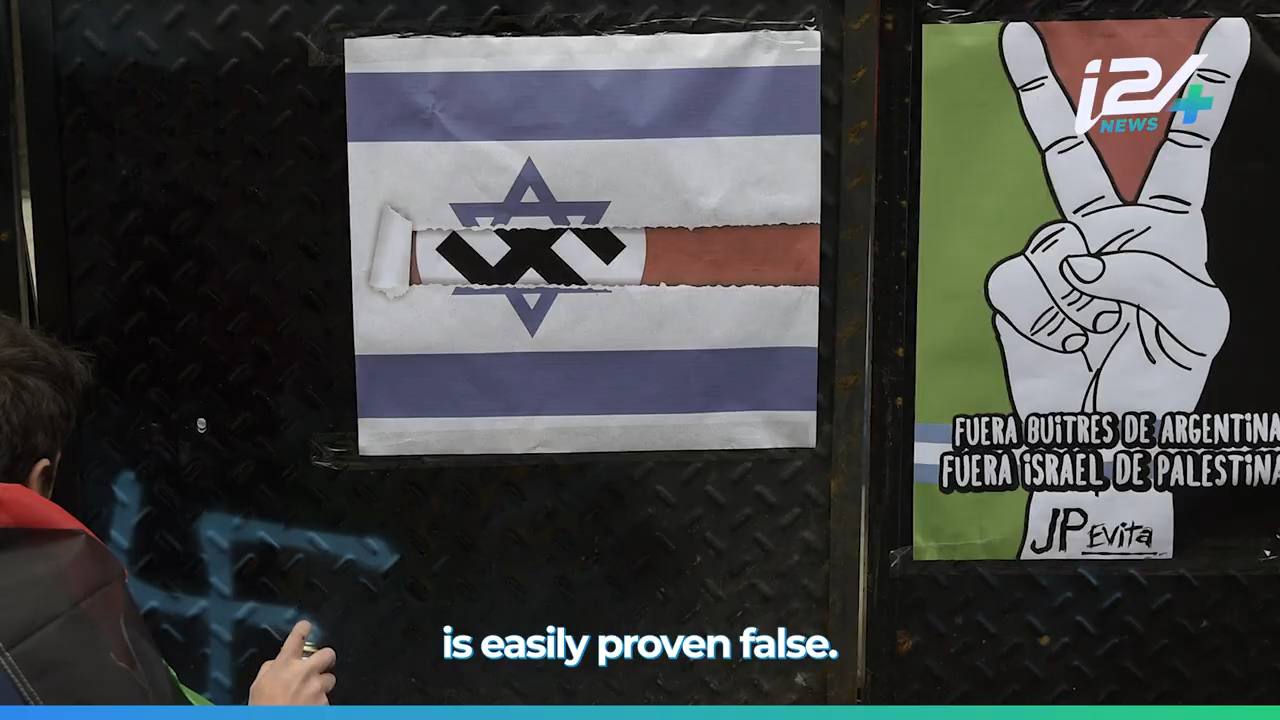 i24
NEWS
FUERA BUiTRES DE ARGENTiNA
FUERA iSRAEL DE PALESTiNA
JP EViTa
is easily proven false.